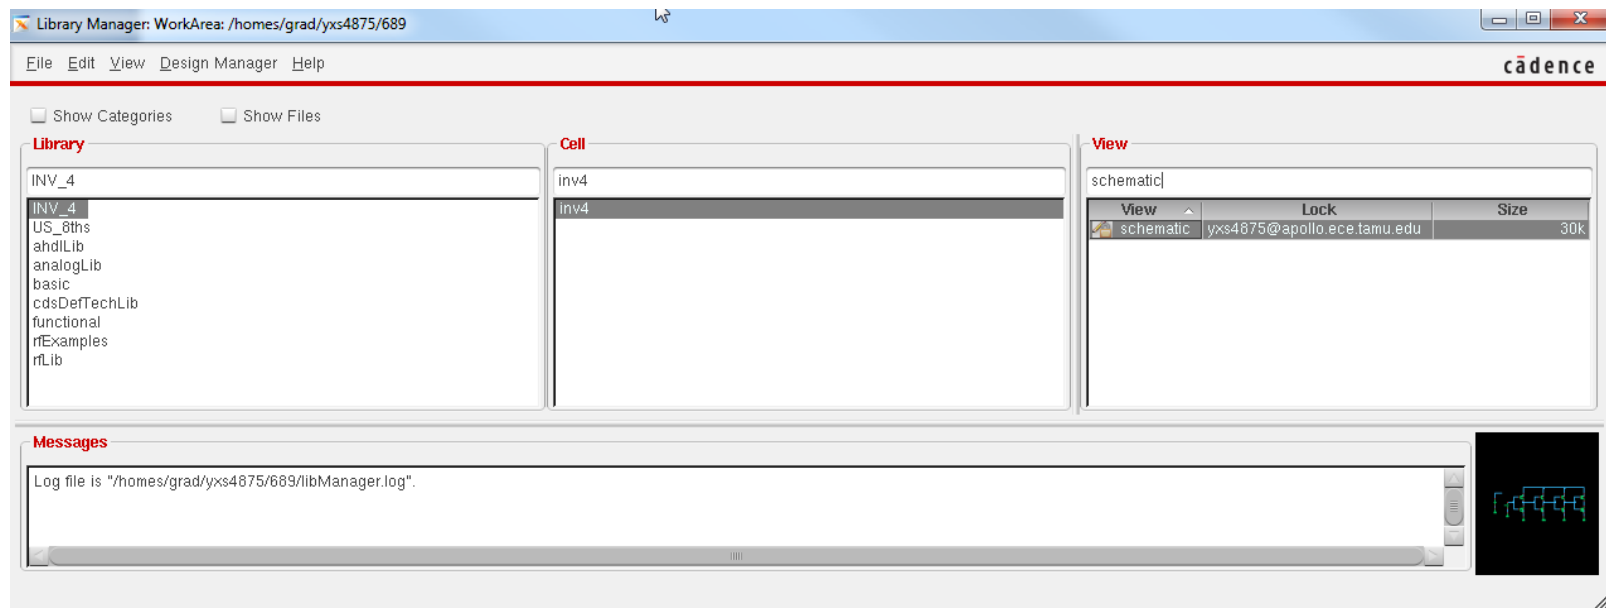 Library Manager: WorkArea: /homes/grad/yxs4875/689
File Edit View Design Manager Help
cādence
Show Categories Show Files
Library
Cell
View
INV_4
inv4
schematic
INV_4
US_8ths
ahdlLib
analogLib
basic
cdsDefTechLib
functional
rfExamples
rfLib
inv4
View Lock Size
schematic yxs4875@apollo.ece.tamu.edu 30k
Messages
Log file is "/homes/grad/yxs4875/689/libManager.log".